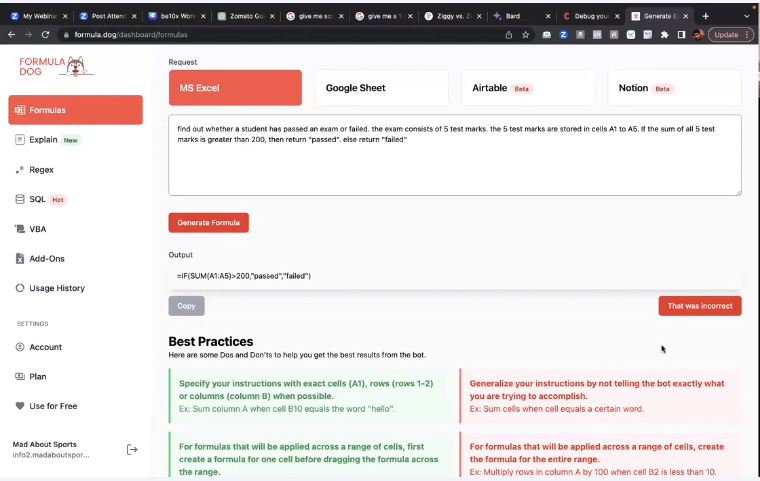 My Webinar
Post Attend
be10x Work
Zomato Gol
give me so
give me a 1
Ziggy vs. Z
Bard
Debug your
Generate E
formula.dog/dashboard/formulas
Update
FORMULA
DOG
Formulas
Explain New
Regex
SQL Hot
VBA
Add-Ons
Usage History
SETTINGS
Account
Plan
Use for Free
Mad About Sports
info2.madaboutspor...
Request
MS Excel
Google Sheet
Airtable Beta
Notion Beta
find out whether a student has passed an exam or failed. the exam consists of 5 test marks. the 5 test marks are stored in cells A1 to A5. If the sum of all 5 test
marks is greater than 200, then return "passed". else return "failed"
Generate Formula
Output
=IF(SUM(A1:A5)>200,"passed","failed")
Copy
That was incorrect
Best Practices
Here are some Dos and Don'ts to help you get the best results from the bot.
Specify your instructions with exact cells (A1), rows (rows 1-2)
or columns (column B) when possible.
Ex: Sum column A when cell B10 equals the word "hello".
Generalize your instructions by not telling the bot exactly what
you are trying to accomplish.
Ex: Sum cells when cell equals a certain word.
For formulas that will be applied across a range of cells, first
create a formula for one cell before dragging the formula across
the range.
For formulas that will be applied across a range of cells, create
the formula for the entire range.
Ex: Multiply rows in column A by 100 when cell B2 is less than 10.